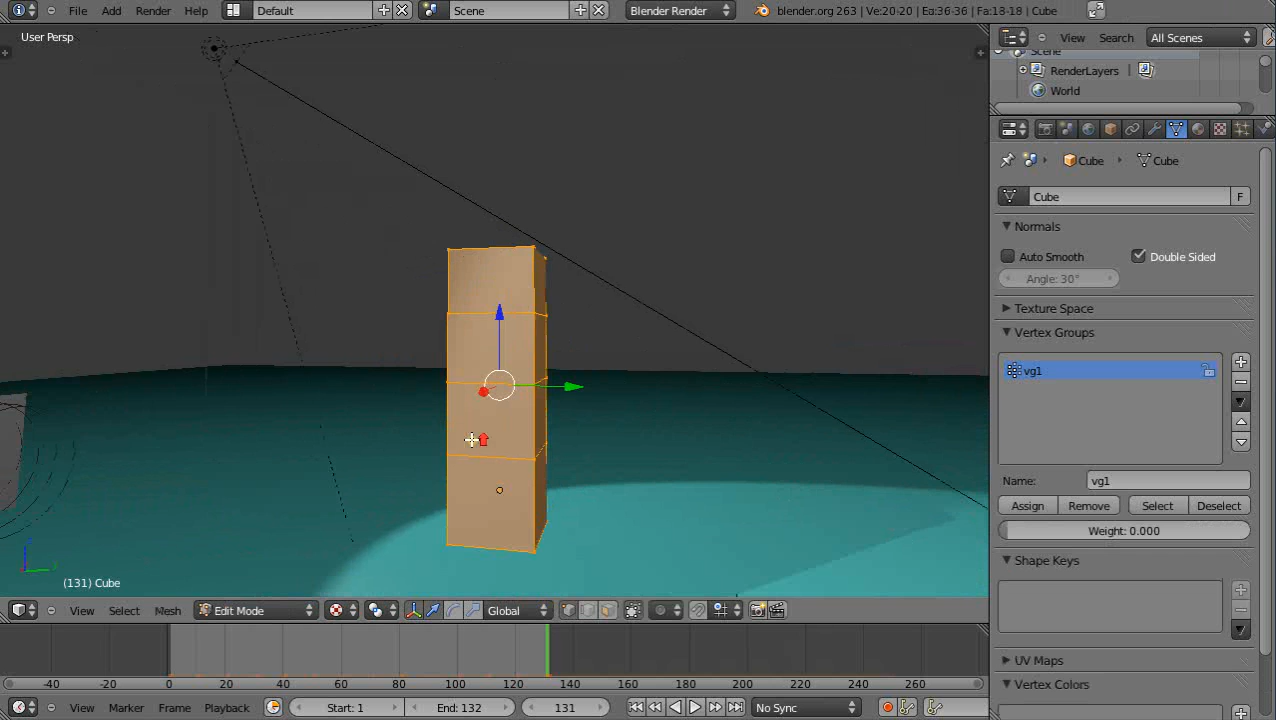 File Add Render Help Default Scene Blender Render blender.org 263 | Ve:20-20 | Ed:36-36 | Fa:18-18 | Cube
User Persp
View Search All Scenes
Scene
RenderLayers
World
Cube Cube
Cube F
Normals
Auto Smooth Double Sided
Angle: 30°
Texture Space
Vertex Groups
vg1
Name: vg1
Assign Remove Select Deselect
Weight: 0.000
Shape Keys
(131) Cube
View Select Mesh Edit Mode Global
UV Maps
Vertex Colors
-40 -20 0 20 40 60 80 100 120 140 160 180 200 220 240 260
View Marker Frame Playback Start: 1 End: 132 131 No Sync